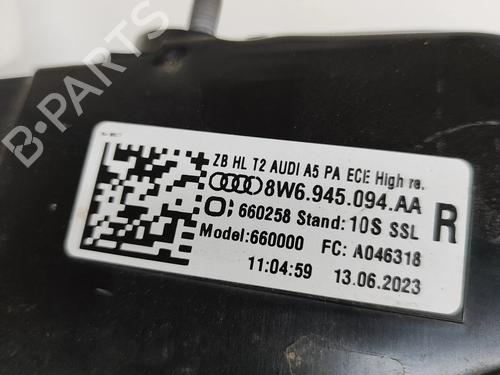 ZB HL T2 AUDI A5 PA ECE High re.
8W6.945.094.AA
660258 Stand: 10S SSL
R
Model:660000 FC: A046318
11:04:59 13.06.2023
B-PARTS